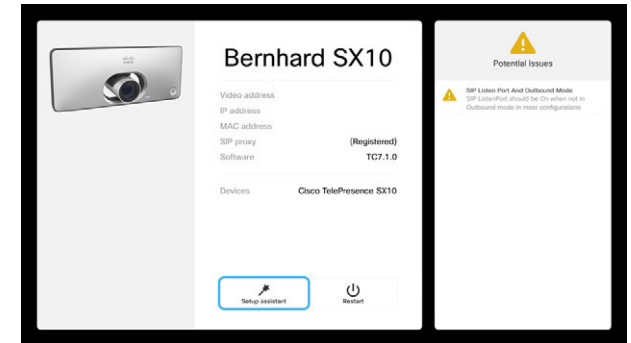 Bernhard SX10
Video address
IP address
MAC address
SIP proxy (Registered)
Software TC7.1.0
Devices Cisco TelePresence SX10
Setup assistant
Restart
Potential issues
SIP Listen Port And Outbound Mode
SIP ListenPort should be On when not in
Outbound mode in most configurations